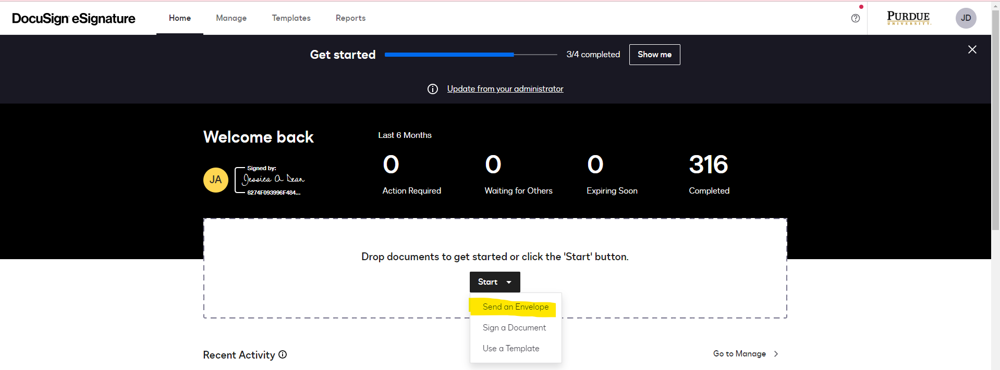 DocuSign eSignature Home Manage Templates Reports PURDUE UNIVERSITY. JD
Get started 3/4 completed Show me
Update from your administrator
Welcome back
Signed by:
JA Jessica A Dean
6274F093996F484...
Last 6 Months
0 0 0 316
Action Required Waiting for Others Expiring Soon Completed
Drop documents to get started or click the 'Start' button.
Start
Send an Envelope
Sign a Document
Use a Template
Recent Activity Go to Manage